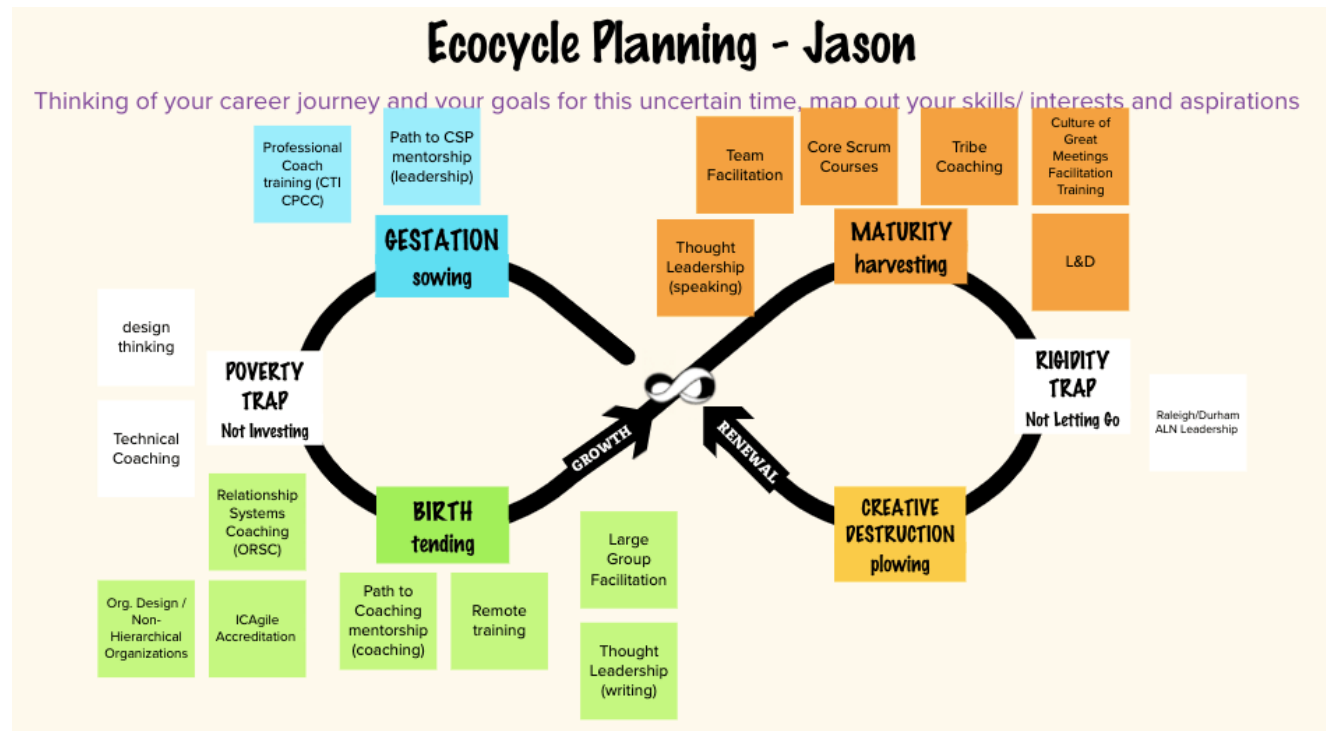 Ecocycle Planning - Jason
Thinking of your career journey and your goals for this uncertain time, map out your skills/ interests and aspirations
Professional
Coach
training (CTI
CPCC)
Path to CSP
mentorship
(leadership)
Team
Facilitation
Core Scrum
Courses
Tribe
Coaching
Culture of
Great
Meetings
Facilitation
Training
GESTATION
sowing
Thought
Leadership
(speaking)
MATURITY
harvesting
L&D
design
thinking
Technical
Coaching
POVERTY
TRAP
Not Investing
RIGIDITY
TRAP
Not Letting Go
Raleigh/Durham
ALN Leadership
GROWTH
RENEWAL
Relationship
Systems
Coaching
(ORSC)
BIRTH
tending
CREATIVE
DESTRUCTION
plowing
Large
Group
Facilitation
Org. Design /
Non-
Hierarchical
Organizations
ICAgile
Accreditation
Path to
Coaching
mentorship
(coaching)
Remote
training
Thought
Leadership
(writing)